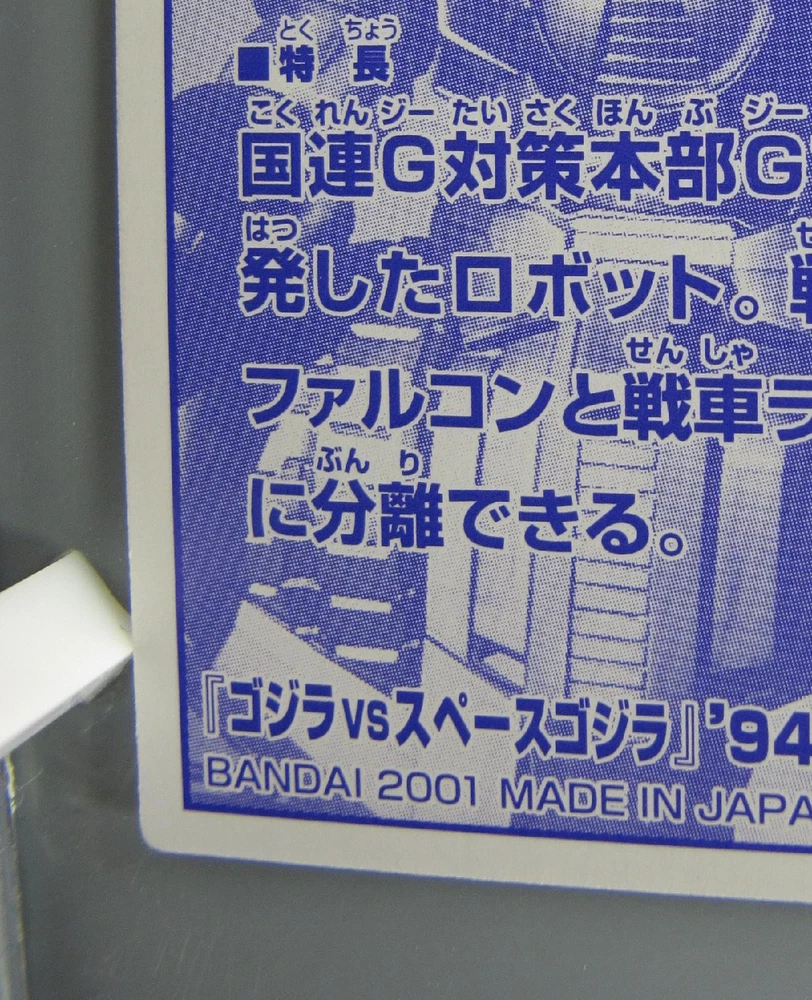 とく ちょう
■特長
こく れん ジー たい さく ほん ぶ ジー
国連G対策本部G
はつ
発したロボット。戦
せん しゃ
ファルコンと戦車ラ
ぶん り
に分離できる。
『ゴジラVSスペースゴジラ』'94
BANDAI 2001 MADE IN JAPA